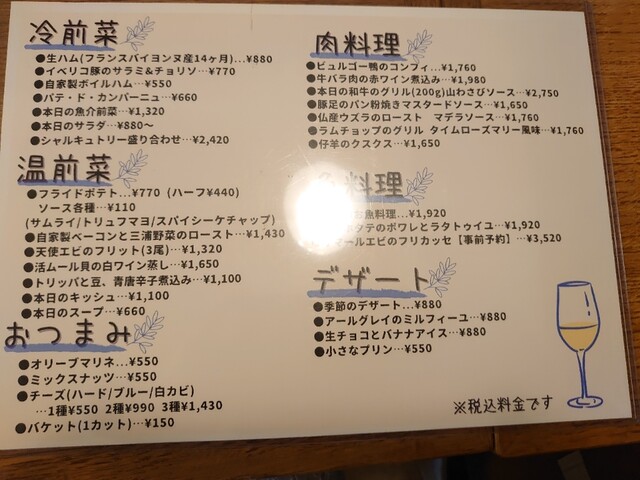 冷前菜
●生ハム(フランスバイヨンヌ産14ヶ月)…¥880
●イベリコ豚のサラミ&チョリソ…¥770
●自家製ボイルハム…¥550
●パテ・ド・カンパーニュ…¥660
●本日の魚介前菜…¥1,320
●本日のサラダ…¥880〜
●シャルキュトリー盛り合わせ…¥2,420
温前菜
●フライドポテト…¥770 (ハーフ¥440)
ソース各種…¥110
(サムライ/トリュフマヨ/スパイシーケチャップ)
●自家製ベーコンと三浦野菜のロースト…¥1,430
●天使エビのフリット(3尾)…¥1,320
●活ムール貝の白ワイン蒸し…¥1,650
●トリッパと豆、青唐辛子煮込み…¥1,100
●本日のキッシュ…¥1,100
●本日のスープ…¥660
おつまみ
●オリーブマリネ…¥550
●ミックスナッツ…¥550
●チーズ(ハード/ブルー/白カビ)
…1種¥550 2種¥990 3種¥1,430
●バケット(1カット)…¥150
肉料理
●ビュルゴー鴨のコンフィ…¥1,760
●牛バラ肉の赤ワイン煮込み…¥1,980
●本日の和牛のグリル(200g)山わさびソース…¥2,750
●豚足のパン粉焼きマスタードソース…¥1,650
●仏産ウズラのロースト マデラソース…¥1,760
●ラムチョップのグリル タイムローズマリー風味…¥1,760
●仔羊のクスクス…¥1,650
料理
魚料理…¥1,920
タテのポワレとラタトゥイユ…¥1,920
マールエビのフリカッセ【事前予約】…¥3,520
デザート
●季節のデザート…¥880
●アールグレイのミルフィーユ…¥880
●生チョコとバナナアイス…¥880
●小さなプリン…¥550
※税込料金です